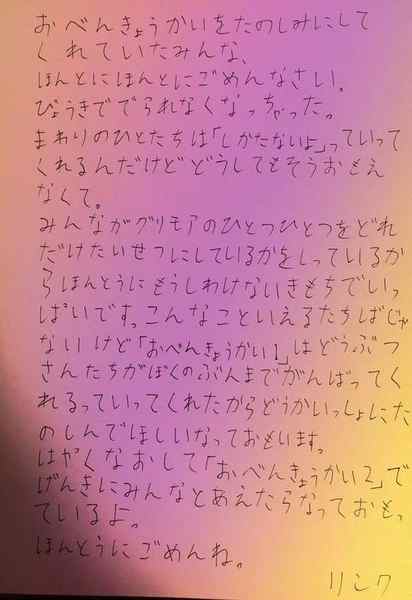 おべんきょうかいをたのしみにして
くれていたみんな、
ほんとにほんとにごめんなさい。
びょうきででられなくなっちゃった。
まわりのひとたちは「しかたないよ」っていって
くれるんだけどどうしてもそうおもえ
なくて。
みんながグリモアのひとつひとつをどれ
だけたいせつにしているかをしっているか
らほんとうにもうしわけないきもちでいっ
ぱいです。こんなこといえるたちばじゃ
ないけど「おべんきょうかい1」はどうぶつ
さんたちがぼくのぶんまでがんばってく
れるっていってくれたからどうかいっしょにた
のしんでほしいなっておもいます。
はやくなおして「おべんきょうかい2」で
げんきにみんなとあえたらなっておもっ
ているよ。
ほんとうにごめんね。
リンク